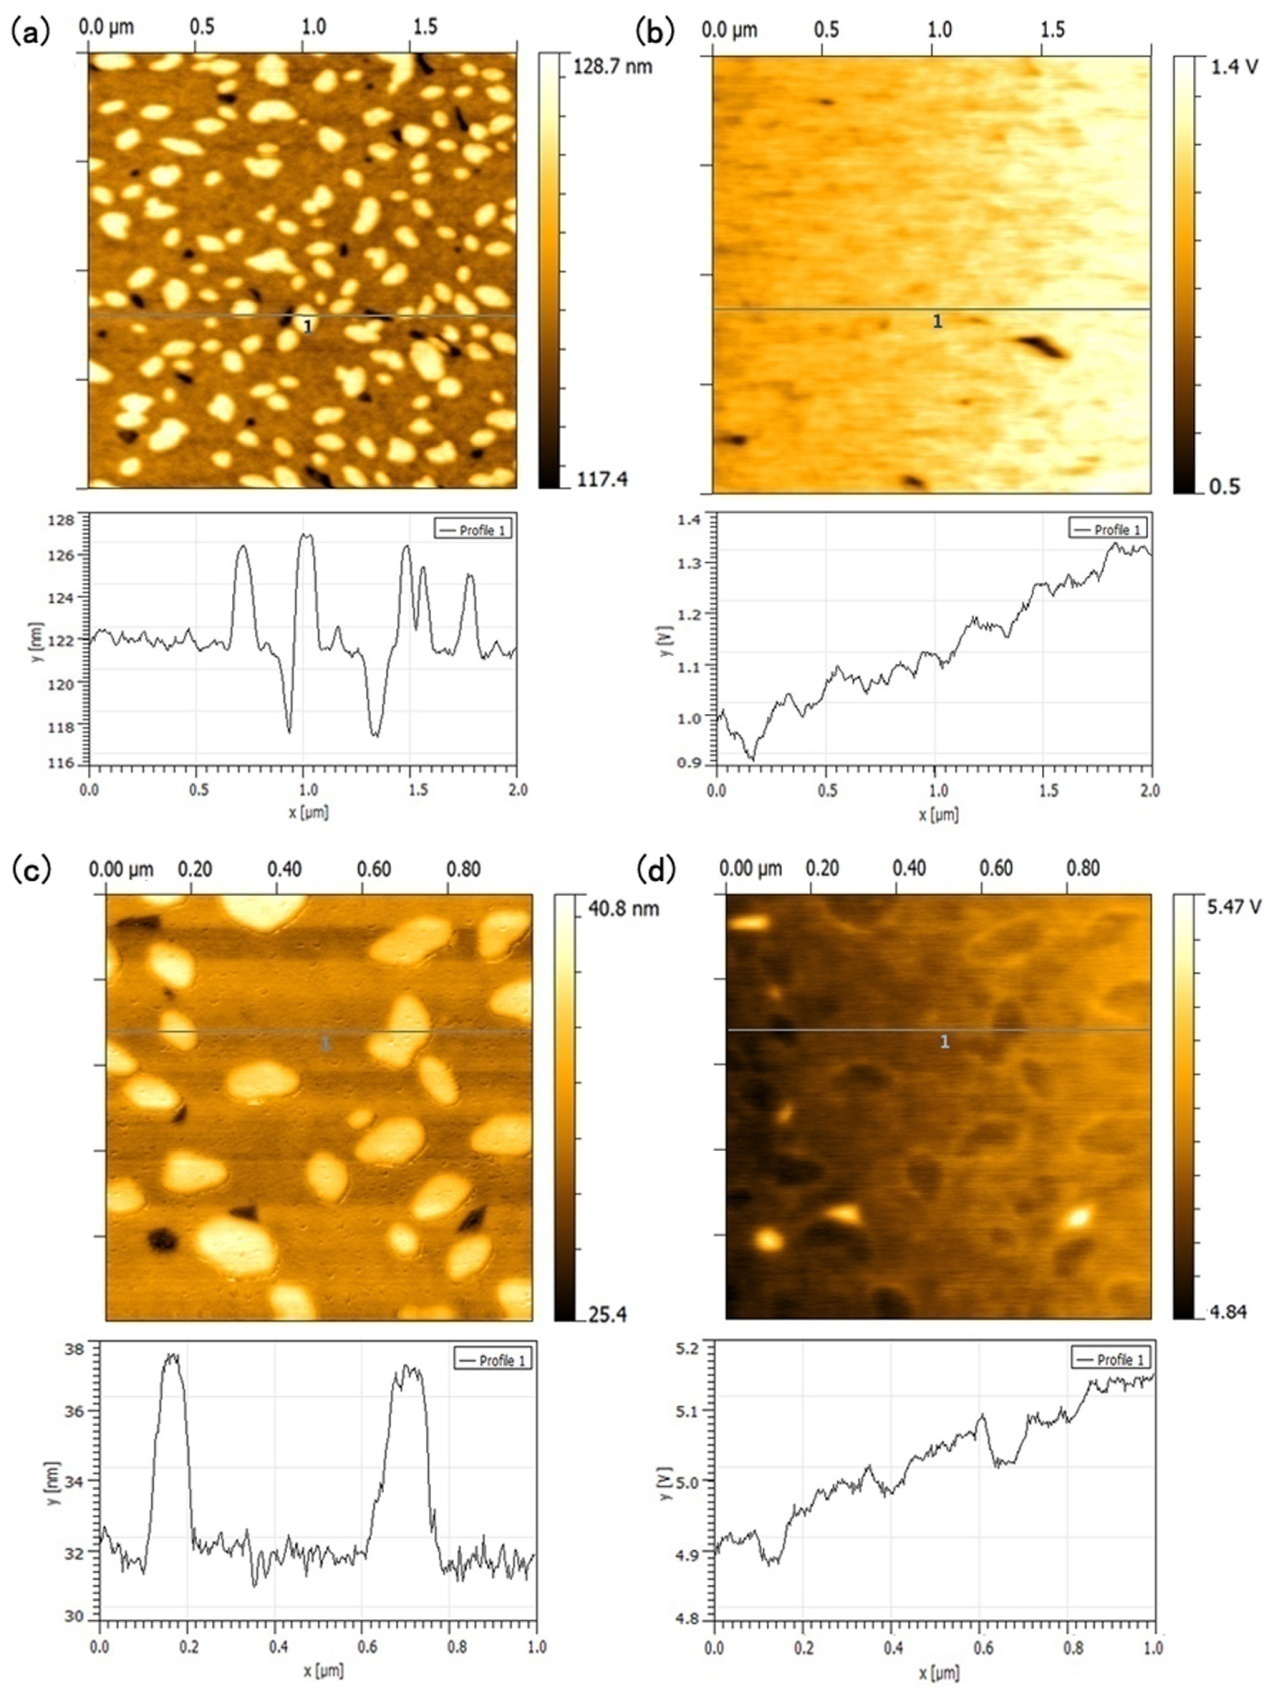 (a)
0.0 µm 0.5 1.0 1.5
128.7 nm
117.4
1
Profile 1
128
126
124
122
120
118
116
y [nm]
0.0 0.5 1.0 1.5 2.0
x [µm]
(b)
0.0 µm 0.5 1.0 1.5
1.4 V
0.5
1
Profile 1
1.4
1.3
1.2
1.1
1.0
0.9
y [V]
0.0 0.5 1.0 1.5 2.0
x [µm]
(c)
0.00 µm 0.20 0.40 0.60 0.80
40.8 nm
25.4
1
Profile 1
38
36
34
32
30
y [nm]
0.0 0.2 0.4 0.6 0.8 1.0
x [µm]
(d)
0.00 µm 0.20 0.40 0.60 0.80
5.47 V
4.84
1
Profile 1
5.2
5.1
5.0
4.9
4.8
y [V]
0.0 0.2 0.4 0.6 0.8 1.0
x [µm]